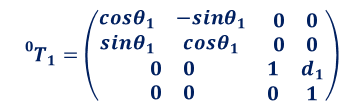 cosθ₁ −sinθ₁ 0 0
⁰T₁ = sinθ₁ cosθ₁ 0 0
0 0 1 d₁
0 0 0 1